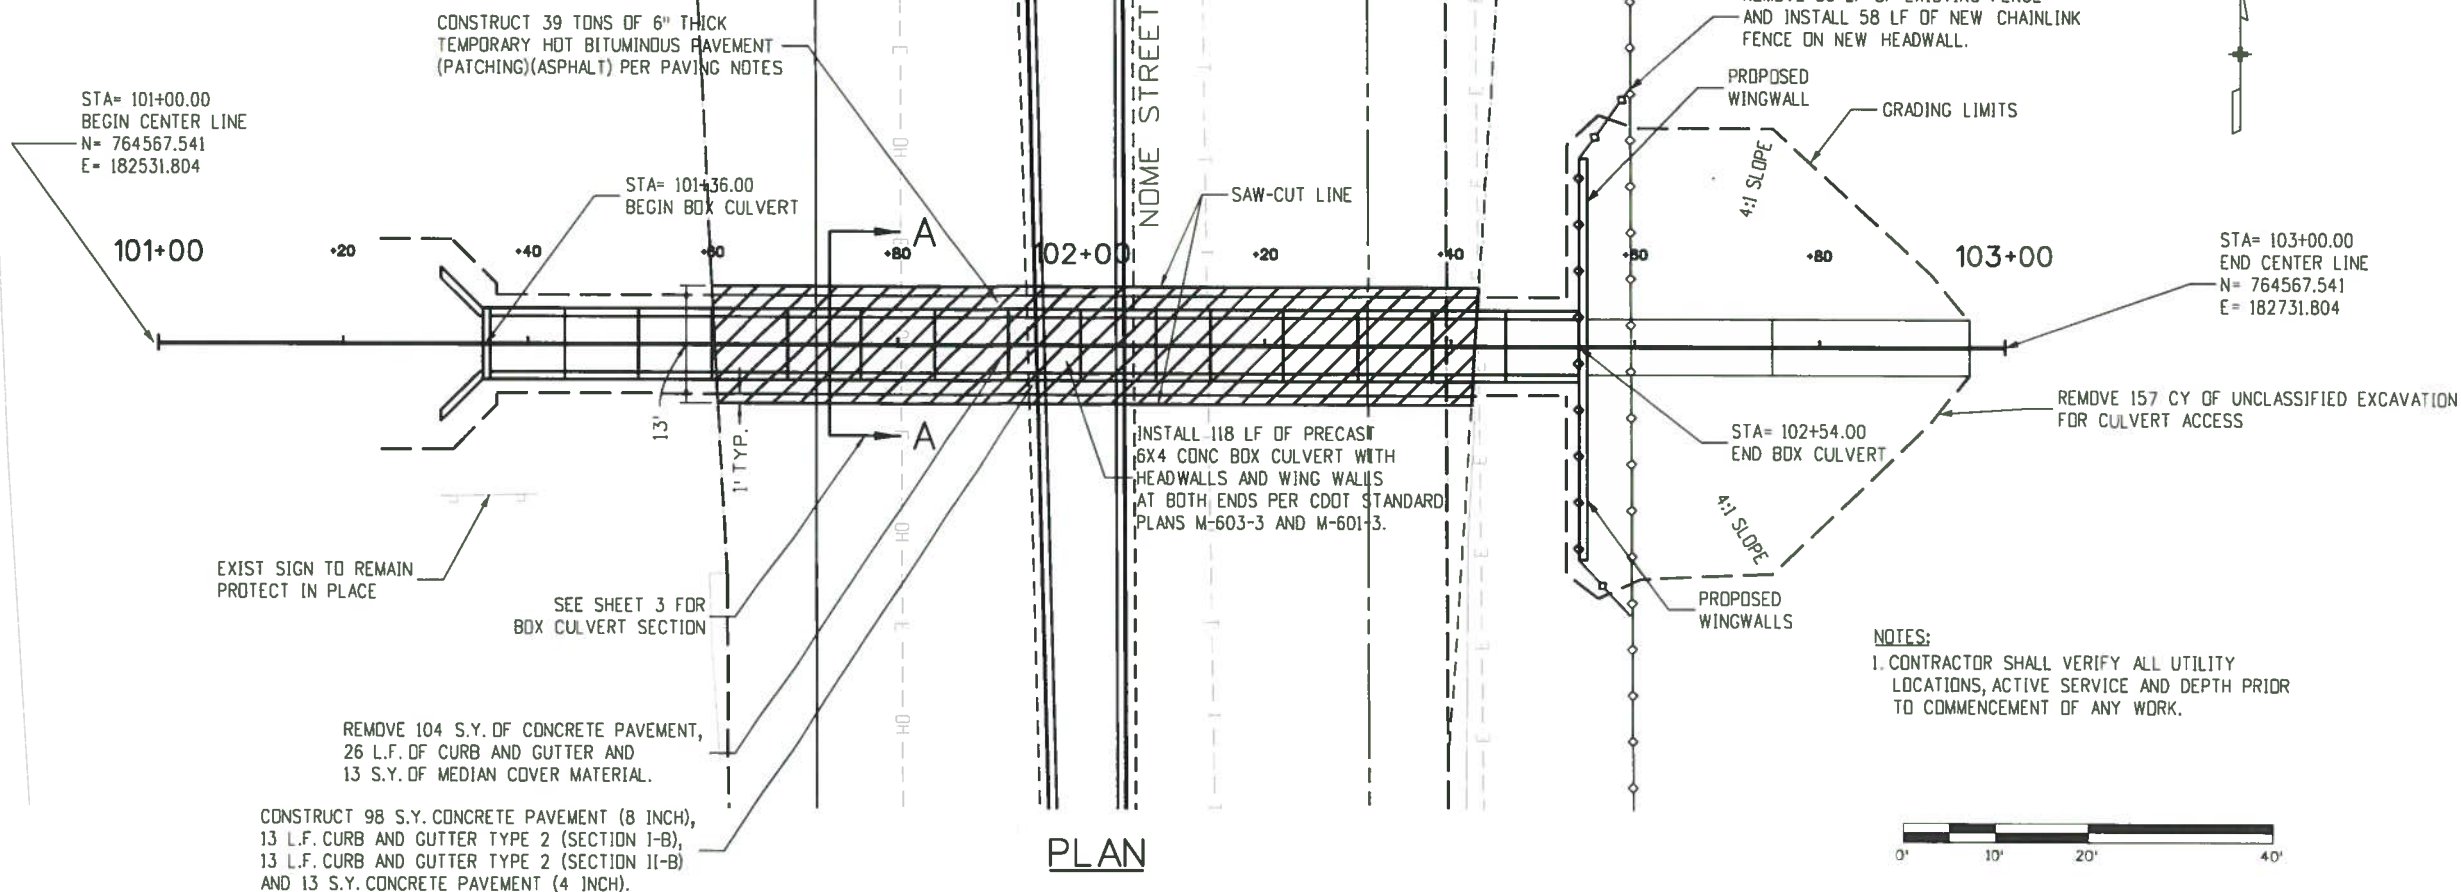 CONSTRUCT 39 TONS OF 6" THICK
TEMPORARY HOT BITUMINOUS PAVEMENT
(PATCHING)(ASPHALT) PER PAVING NOTES
AND INSTALL 58 LF OF NEW CHAINLINK
FENCE ON NEW HEADWALL.
NOME STREET
PROPOSED
WINGWALL
GRADING LIMITS
STA= 101+00.00
BEGIN CENTER LINE
N= 764567.541
E= 182531.804
STA= 101+36.00
BEGIN BOX CULVERT
SAW-CUT LINE
4:1 SLOPE
OH
A
101+00
+20
+40
+60
+80
102+00
+20
+40
+60
+80
103+00
STA= 103+00.00
END CENTER LINE
N= 764567.541
E= 182731.804
13'
1' TYP.
A
INSTALL 118 LF OF PRECAST
6X4 CONC BOX CULVERT WITH
HEADWALLS AND WING WALLS
AT BOTH ENDS PER CDOT STANDARD
PLANS M-603-3 AND M-601-3.
STA= 102+54.00
END BOX CULVERT
REMOVE 157 CY OF UNCLASSIFIED EXCAVATION
FOR CULVERT ACCESS
4:1 SLOPE
OH
EXIST SIGN TO REMAIN
PROTECT IN PLACE
SEE SHEET 3 FOR
BOX CULVERT SECTION
PROPOSED
WINGWALLS
NOTES:
1. CONTRACTOR SHALL VERIFY ALL UTILITY
LOCATIONS, ACTIVE SERVICE AND DEPTH PRIOR
TO COMMENCEMENT OF ANY WORK.
OH
REMOVE 104 S.Y. OF CONCRETE PAVEMENT,
26 L.F. OF CURB AND GUTTER AND
13 S.Y. OF MEDIAN COVER MATERIAL.
CONSTRUCT 98 S.Y. CONCRETE PAVEMENT (8 INCH),
13 L.F. CURB AND GUTTER TYPE 2 (SECTION I-B),
13 L.F. CURB AND GUTTER TYPE 2 (SECTION II-B)
AND 13 S.Y. CONCRETE PAVEMENT (4 INCH).
PLAN
0' 10' 20' 40'